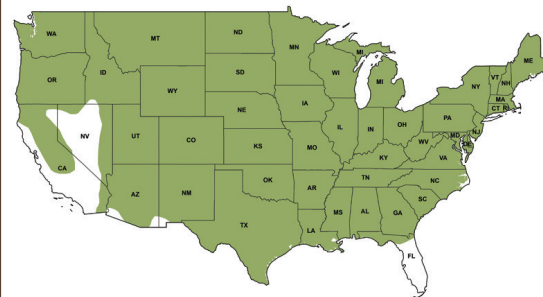 WA
MT
ND
MN
MI
ME
OR
ID
SD
WI
MI
VT
NH
NY
WY
MA
CT RI
IA
NE
PA
NJ
NV
UT
CO
IL
IN
OH
MD
DE
WV
VA
KS
MO
KY
CA
NC
TN
OK
AZ
NM
AR
SC
MS
AL
GA
TX
LA
FL